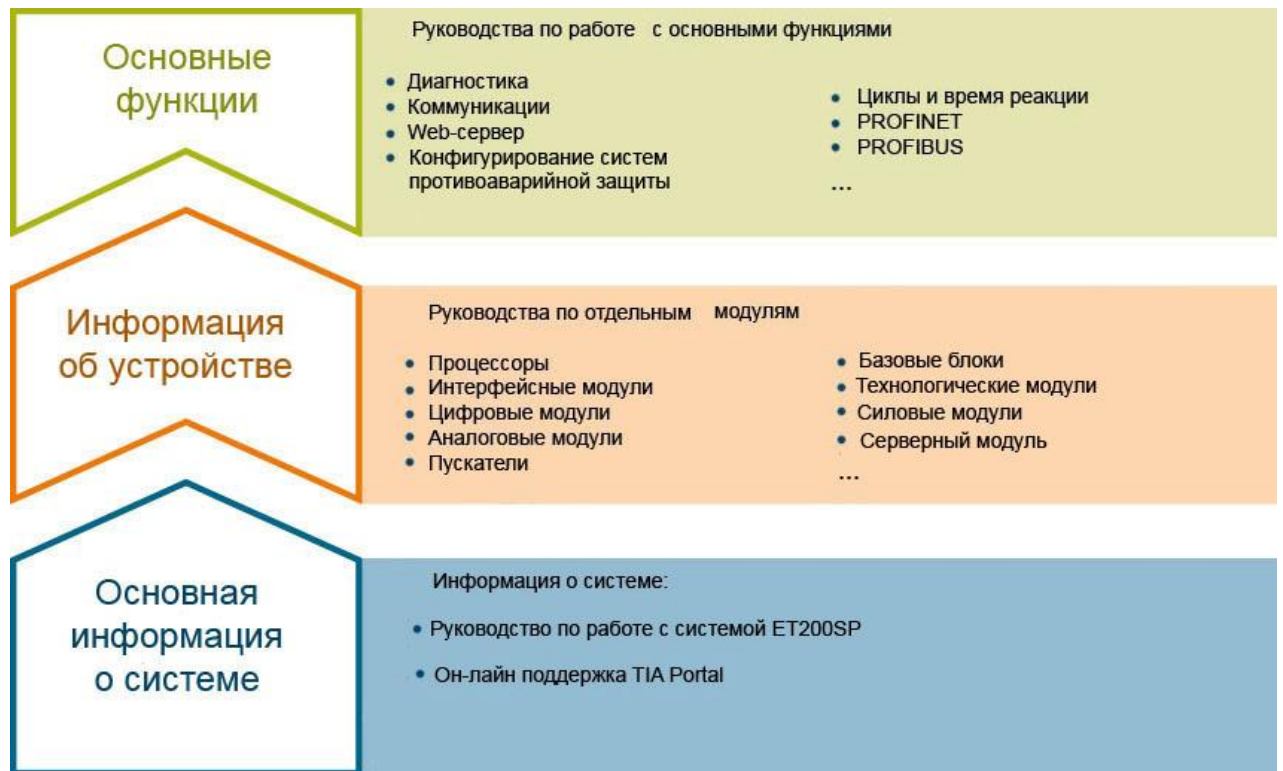 Основные
функции
Руководства по работе с основными функциями
Диагностика
Коммуникации
Web-сервер
Конфигурирование систем
противоаварийной защиты
Циклы и время реакции
PROFINET
PROFIBUS
...
Информация
об устройстве
Руководства по отдельным модулям
Процессоры
Интерфейсные модули
Цифровые модули
Аналоговые модули
Пускатели
Базовые блоки
Технологические модули
Силовые модули
Серверный модуль
...
Основная
информация
о системе
Информация о системе:
Руководство по работе с системой ET200SP
Он-лайн поддержка TIA Portal